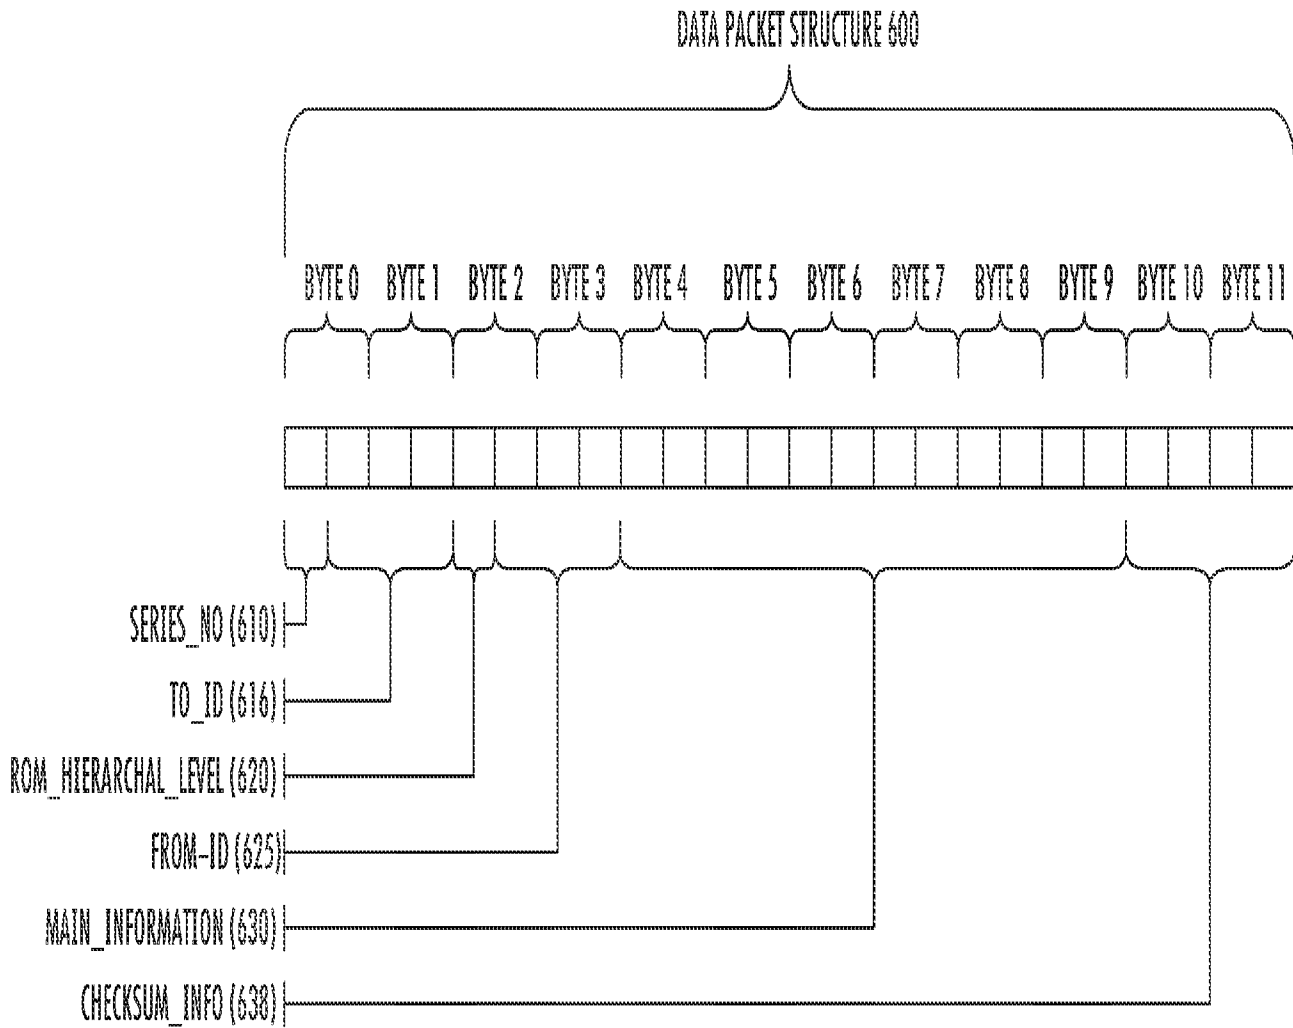 DATA PACKET STRUCTURE 600
BYTE 0 BYTE 1 BYTE 2 BYTE 3 BYTE 4 BYTE 5 BYTE 6 BYTE 7 BYTE 8 BYTE 9 BYTE 10 BYTE 11
SERIES_NO (610)
TO_ID (616)
ROM_HIERARCHAL_LEVEL (620)
FROM-ID (625)
MAIN_INFORMATION (630)
CHECKSUM_INFO (638)